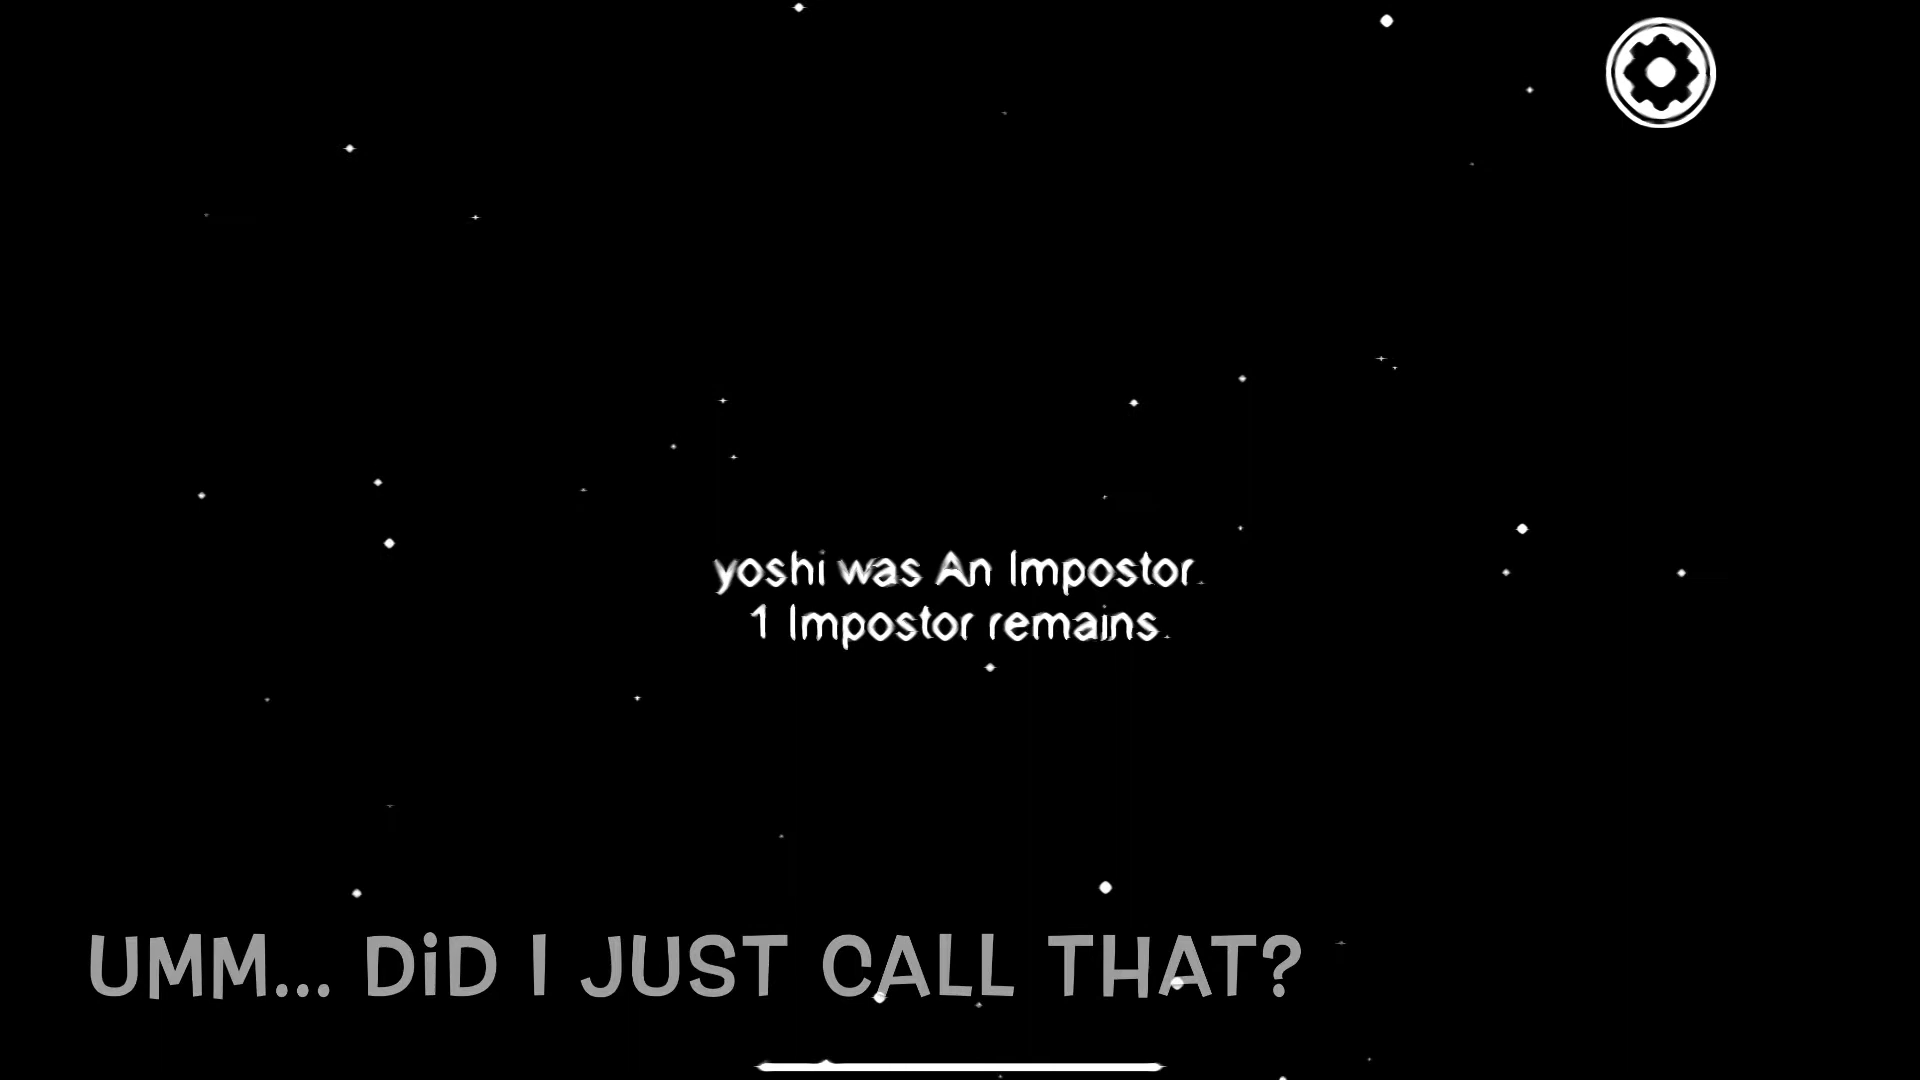 yoshi was An Impostor.
1 Impostor remains.
UMM... DiD I JUST CALL THAT?